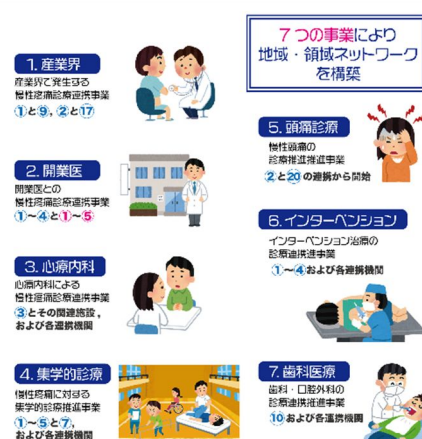 7つの事業により
地域・領域ネットワーク
を構築
1. 産業界
産業界で発生する
慢性疼痛診療連携事業
①と⑨，②と⑰
2. 開業医
開業医との
慢性疼痛診療連携事業
①～④と①～⑤
3. 心療内科
心療内科による
慢性疼痛診療連携事業
③とその関連施設，
および各連携機関
4. 集学的診療
慢性疼痛に対する
集学的診療推進事業
①～⑤と⑦，
および各連携機関
5. 頭痛診療
慢性頭痛の
診療推進推進事業
②と⑳の連携から開始
6. インターベンション
インターベンション治療の
診療連携推進事業
①～④および各連携機関
7. 歯科医療
歯科・口腔外科の
診療連携推進事業
⑩および各連携機関